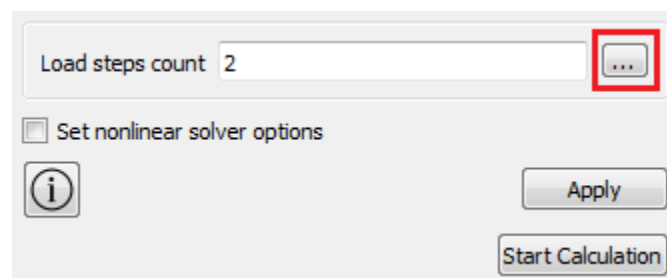 Load steps count 2 ...
Set nonlinear solver options
i
Apply
Start Calculation